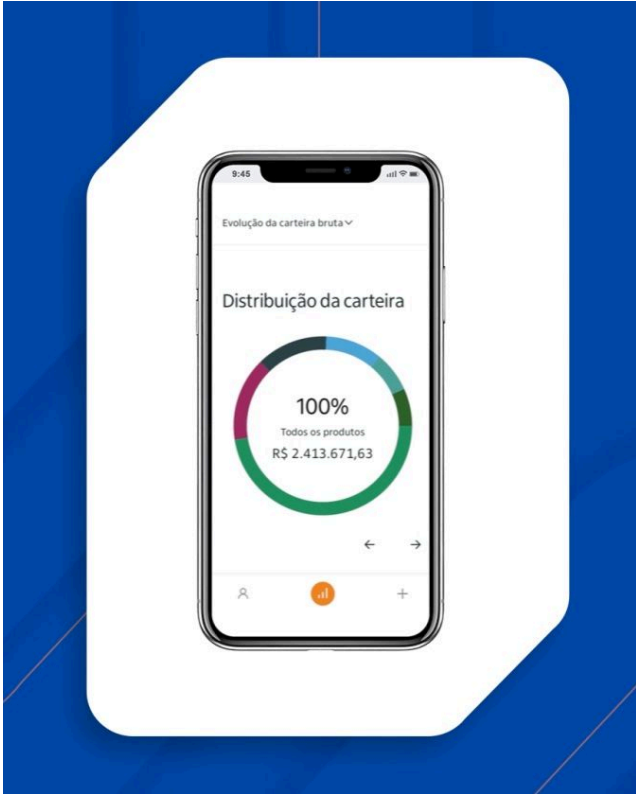 9:45
Evolução da carteira bruta
Distribuição da carteira
100%
Todos os produtos
R$ 2.413.671,63